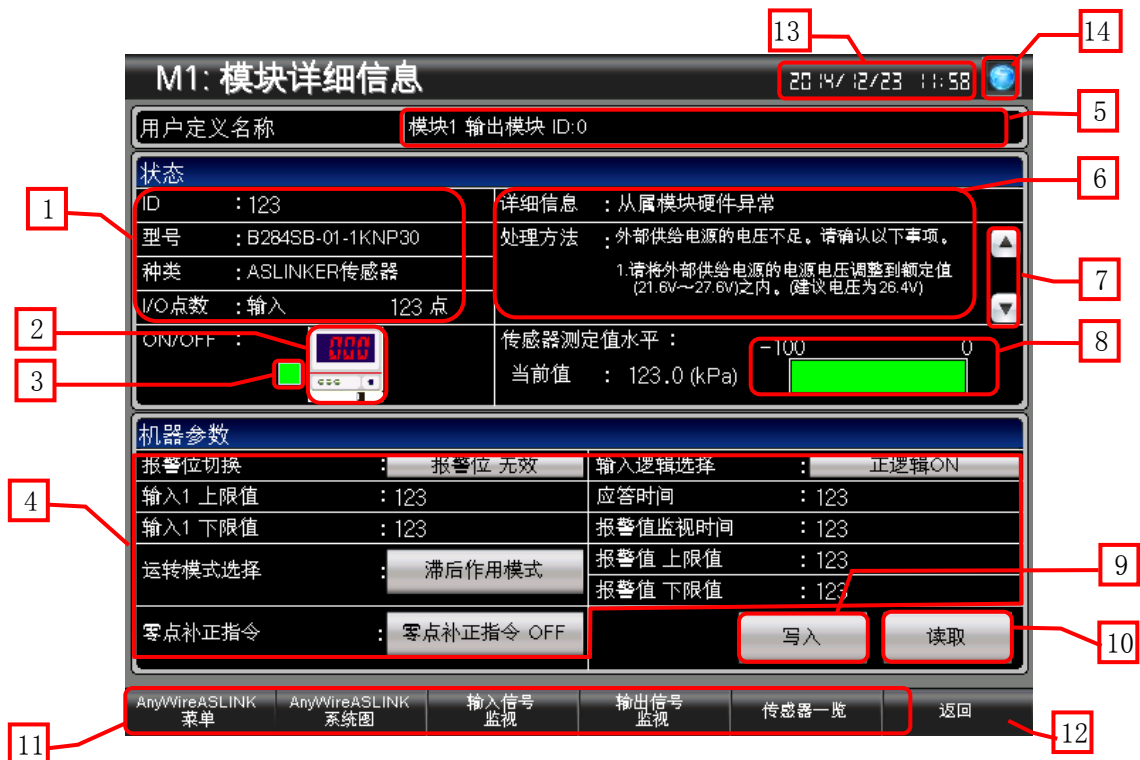 13
14
M1: 模块详细信息
2014/12/23 11:58
用户定义名称
模块1 输出模块 ID:0
5
状态
1
6
ID :123
详细信息 :从属模块硬件异常
型号 :B284SB-01-1KNP30
处理方法 :外部供给电源的电压不足。请确认以下事项。
种类 :ASLINKER传感器
1.请将外部供给电源的电源电压调整到额定值
(21.6V～27.6V)之内。(建议电压为26.4V)
7
I/O点数 :输入 123 点
2
ON/OFF :
000
传感器测定值水平 :
-100 0
8
3
当前值 : 123.0 (kPa)
机器参数
报警位切换 : 报警位 无效
输入逻辑选择 : 正逻辑ON
4
输入1 上限值 :123
应答时间 :123
输入1 下限值 :123
报警值监视时间 :123
运转模式选择 : 滞后作用模式
报警值 上限值 :123
9
报警值 下限值 :123
零点补正指令 : 零点补正指令 OFF
写入
读取
10
AnyWireASLINK
菜单
AnyWireASLINK
系统图
输入信号
监视
输出信号
监视
传感器一览
返回
11
12